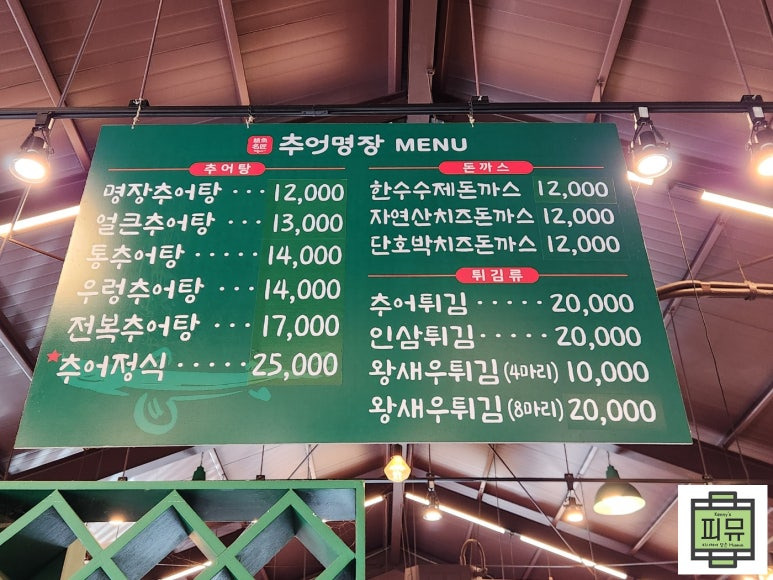 추어명장 MENU
추어탕
명장추어탕 ··· 12,000
얼큰추어탕 ··· 13,000
통추어탕 ···· 14,000
우렁추어탕 ··· 14,000
전복추어탕 ··· 17,000
★추어정식 ····· 25,000
돈까스
한수수제돈까스 12,000
자연산치즈돈까스 12,000
단호박치즈돈까스 12,000
튀김류
추어튀김 ····· 20,000
인삼튀김 ····· 20,000
왕새우튀김 (4마리) 10,000
왕새우튀김 (8마리) 20,000
피뮤